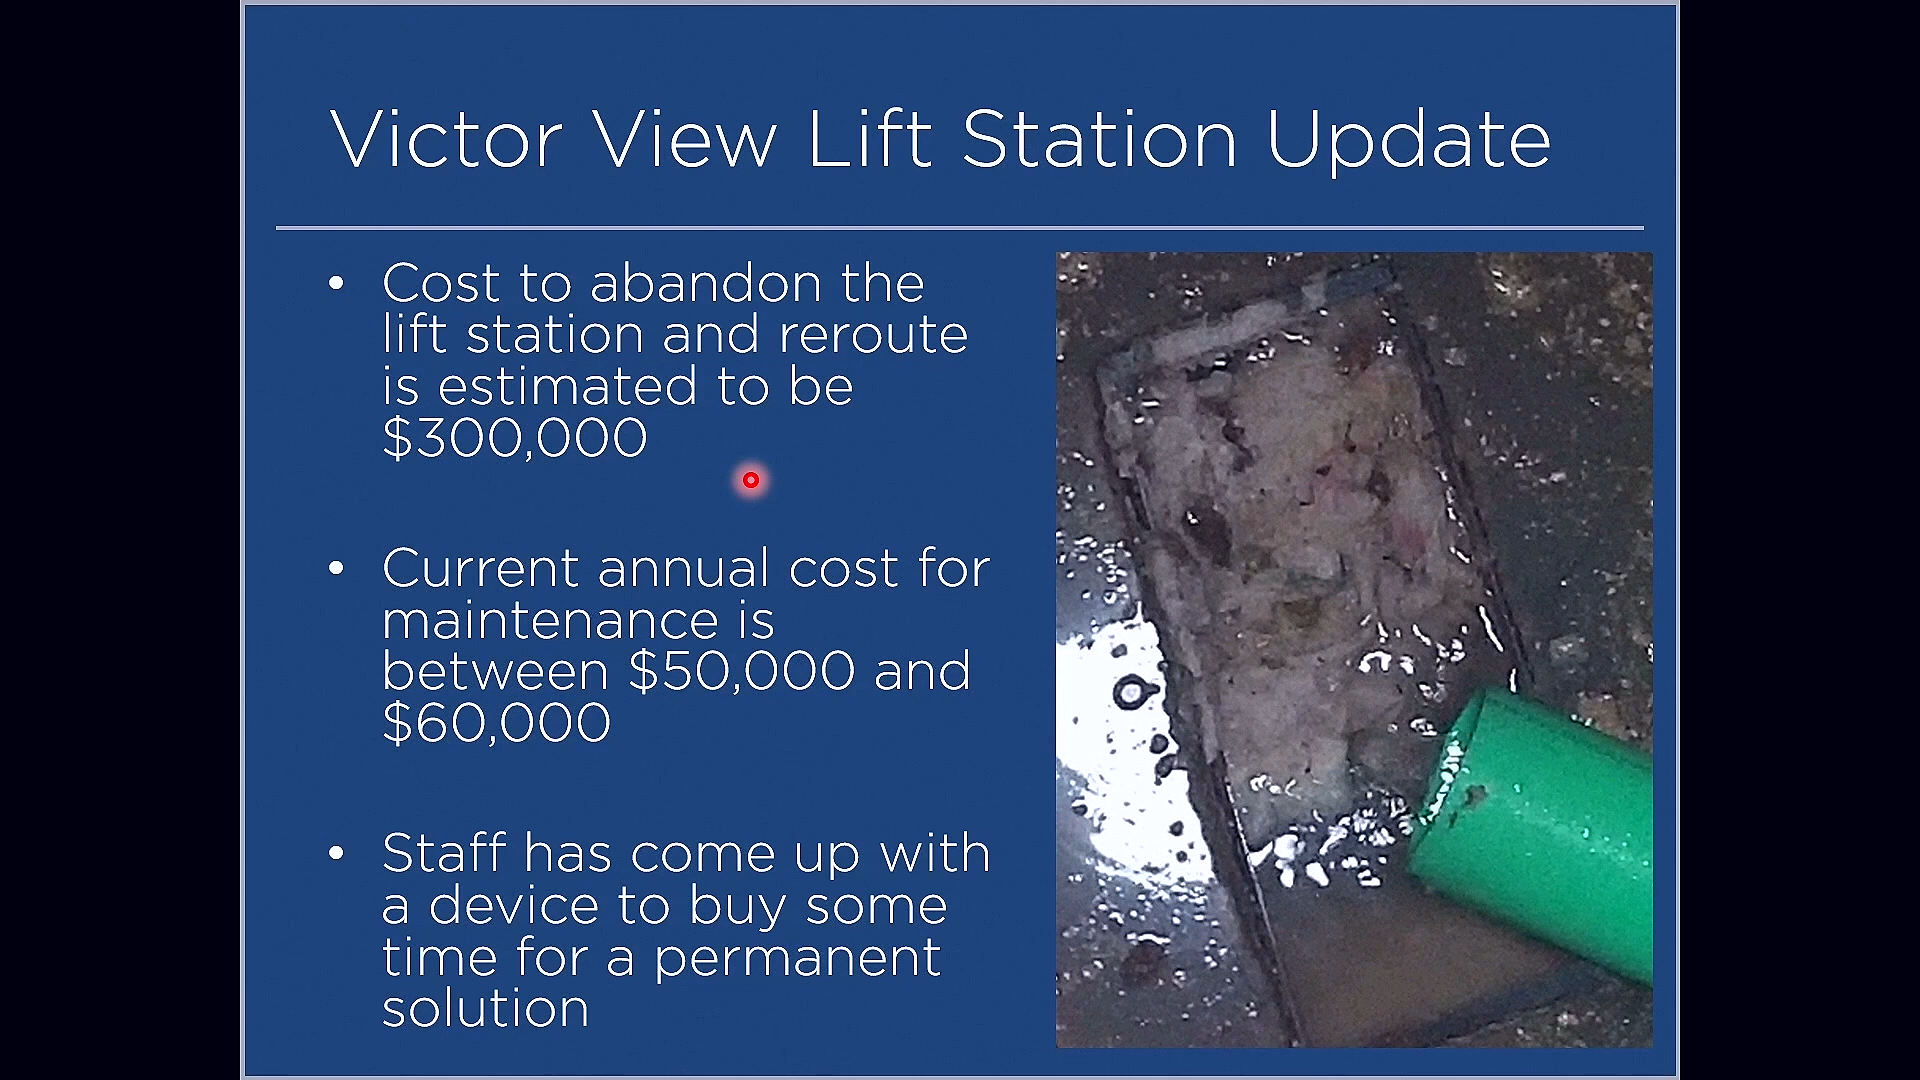 Victor View Lift Station Update
• Cost to abandon the
lift station and reroute
is estimated to be
$300,000
• Current annual cost for
maintenance is
between $50,000 and
$60,000
• Staff has come up with
a device to buy some
time for a permanent
solution